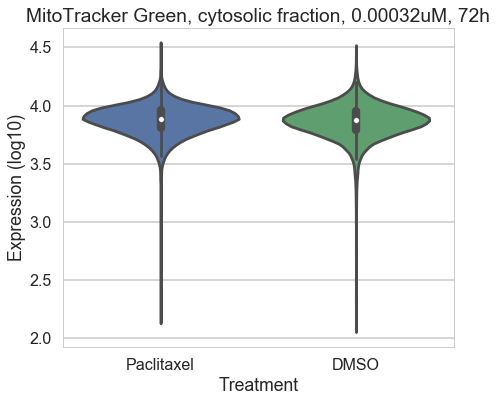 MitoTracker Green, cytosolic fraction, 0.00032uM, 72h
4.5
4.0
3.5
3.0
2.5
2.0
Expression (log10)
Paclitaxel DMSO
Treatment